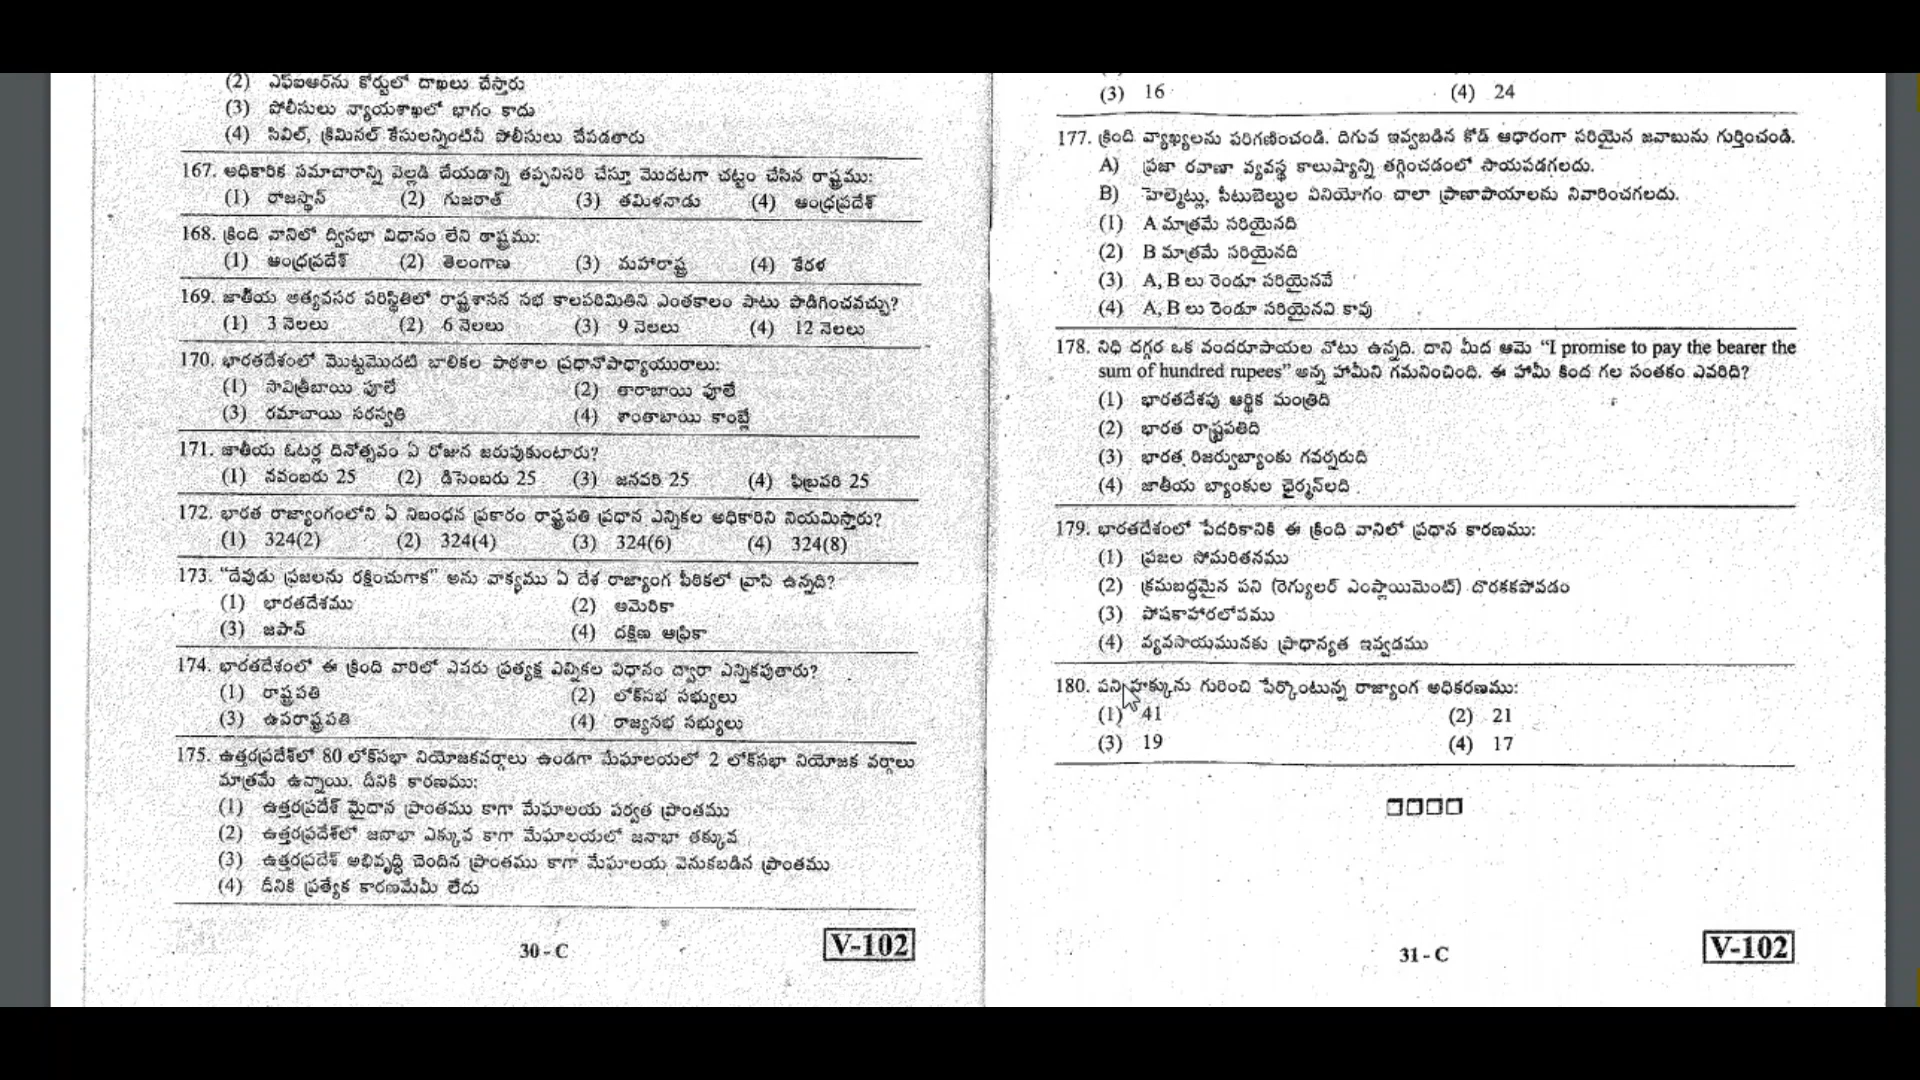 (2) ఎఫ్ఐఆర్‌ను కోర్టులో దాఖలు చేస్తారు
(3) పోలీసులు న్యాయశాఖలో భాగం కాదు
(4) సివిల్, క్రిమినల్ కేసులన్నింటినీ పోలీసులు చేపడతారు
167. అధికారిక సమాచారాన్ని వెల్లడి చేయడాన్ని తప్పనిసరి చేస్తూ మొదటగా చట్టం చేసిన రాష్ట్రము:
(1) రాజస్థాన్ (2) గుజరాత్ (3) తమిళనాడు (4) ఆంధ్రప్రదేశ్
168. క్రింది వానిలో ద్విసభా విధానం లేని రాష్ట్రము:
(1) ఆంధ్రప్రదేశ్ (2) తెలంగాణ (3) మహారాష్ట్ర (4) కేరళ
169. జాతీయ అత్యవసర పరిస్థితిలో రాష్ట్రశాసన సభ కాలపరిమితిని ఎంతకాలం పాటు పొడిగించవచ్చు?
(1) 3 నెలలు (2) 6 నెలలు (3) 9 నెలలు (4) 12 నెలలు
170. భారతదేశంలో మొట్టమొదటి బాలికల పాఠశాల ప్రధానోపాధ్యాయురాలు:
(1) సావిత్రీబాయి ఫూలే (2) తారాబాయి ఫూలే
(3) రమాబాయి సరస్వతి (4) శాంతాబాయి కాంబ్లే
171. జాతీయ ఓటర్ల దినోత్సవం ఏ రోజున జరుపుకుంటారు?
(1) నవంబరు 25 (2) డిసెంబరు 25 (3) జనవరి 25 (4) ఫిబ్రవరి 25
172. భారత రాజ్యాంగంలోని ఏ నిబంధన ప్రకారం రాష్ట్రపతి ప్రధాన ఎన్నికల అధికారిని నియమిస్తారు?
(1) 324(2) (2) 324(4) (3) 324(6) (4) 324(8)
173. “దేవుడు ప్రజలను రక్షించుగాక” అను వాక్యము ఏ దేశ రాజ్యాంగ పీఠికలో వ్రాసి ఉన్నది?
(1) భారతదేశము (2) అమెరికా
(3) జపాన్ (4) దక్షిణ ఆఫ్రికా
174. భారతదేశంలో ఈ క్రింది వారిలో ఎవరు ప్రత్యక్ష ఎన్నికల విధానం ద్వారా ఎన్నికవుతారు?
(1) రాష్ట్రపతి (2) లోక్‌సభ సభ్యులు
(3) ఉపరాష్ట్రపతి (4) రాజ్యసభ సభ్యులు
175. ఉత్తరప్రదేశ్‌లో 80 లోక్‌సభా నియోజకవర్గాలు ఉండగా మేఘాలయలో 2 లోక్‌సభా నియోజక వర్గాలు
మాత్రమే ఉన్నాయి. దీనికి కారణము:
(1) ఉత్తరప్రదేశ్ మైదాన ప్రాంతము కాగా మేఘాలయ పర్వత ప్రాంతము
(2) ఉత్తరప్రదేశ్‌లో జనాభా ఎక్కువ కాగా మేఘాలయలో జనాభా తక్కువ
(3) ఉత్తరప్రదేశ్ అభివృద్ధి చెందిన ప్రాంతము కాగా మేఘాలయ వెనుకబడిన ప్రాంతము
(4) దీనికి ప్రత్యేక కారణమేమీ లేదు
30 - C V-102
(3) 16 (4) 24
177. క్రింది వ్యాఖ్యలను పరిగణించండి. దిగువ ఇవ్వబడిన కోడ్ ఆధారంగా సరియైన జవాబును గుర్తించండి.
A) ప్రజా రవాణా వ్యవస్థ కాలుష్యాన్ని తగ్గించడంలో సాయపడగలదు.
B) హెల్మెట్లు, సీటుబెల్టుల వినియోగం చాలా ప్రాణాపాయాలను నివారించగలదు.
(1) A మాత్రమే సరియైనది
(2) B మాత్రమే సరియైనది
(3) A, B లు రెండూ సరియైనవే
(4) A, B లు రెండూ సరియైనవి కావు
178. నిధి దగ్గర ఒక వందరూపాయల నోటు ఉన్నది. దాని మీద ఆమె “I promise to pay the bearer the
sum of hundred rupees” అన్న హామీని గమనించింది. ఈ హామీ కింద గల సంతకం ఎవరిది?
(1) భారతదేశపు ఆర్థిక మంత్రిది
(2) భారత రాష్ట్రపతిది
(3) భారత రిజర్వుబ్యాంకు గవర్నరుది
(4) జాతీయ బ్యాంకుల ఛైర్మన్‌లది
179. భారతదేశంలో పేదరికానికి ఈ క్రింది వానిలో ప్రధాన కారణము:
(1) ప్రజల సోమరితనము
(2) క్రమబద్ధమైన పని (రెగ్యులర్ ఎంప్లాయిమెంట్) దొరకకపోవడం
(3) పోషకాహారలోపము
(4) వ్యవసాయమునకు ప్రాధాన్యత ఇవ్వడము
180. పనిహక్కును గురించి పేర్కొంటున్న రాజ్యాంగ అధికరణము:
(1) 41 (2) 21
(3) 19 (4) 17
31 - C V-102